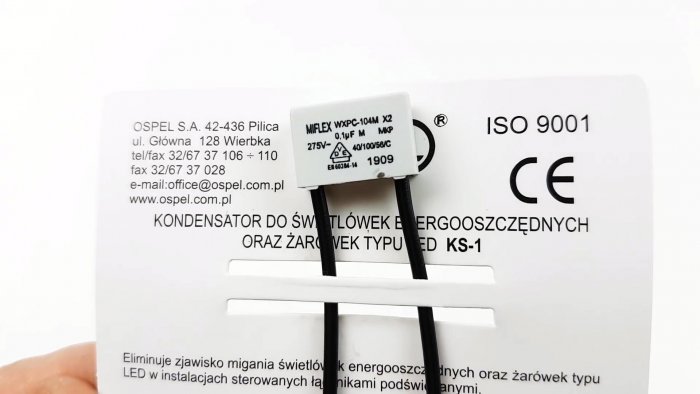 OSPEL S.A. 42-436 Pilica
ul. Główna 128 Wierbka
tel/fax 32/67 37 106 ÷ 110
fax 32/67 37 028
e-mail:office@ospel.com.pl
www.ospel.com.pl
MIFLEX WXPC-104M X2
0.1µF M MKP
275V~ 40/100/56/C
EN 60384-14 1909
®
ISO 9001
CE
KONDENSATOR DO ŚWIETLÓWEK ENERGOOSZCZĘDNYCH
ORAZ ŻARÓWEK TYPU LED KS-1
Eliminuje zjawisko migania świetlówek energooszczędnych oraz żarówek typu
LED w instalacjach sterowanych łącznikami podświetlanymi.